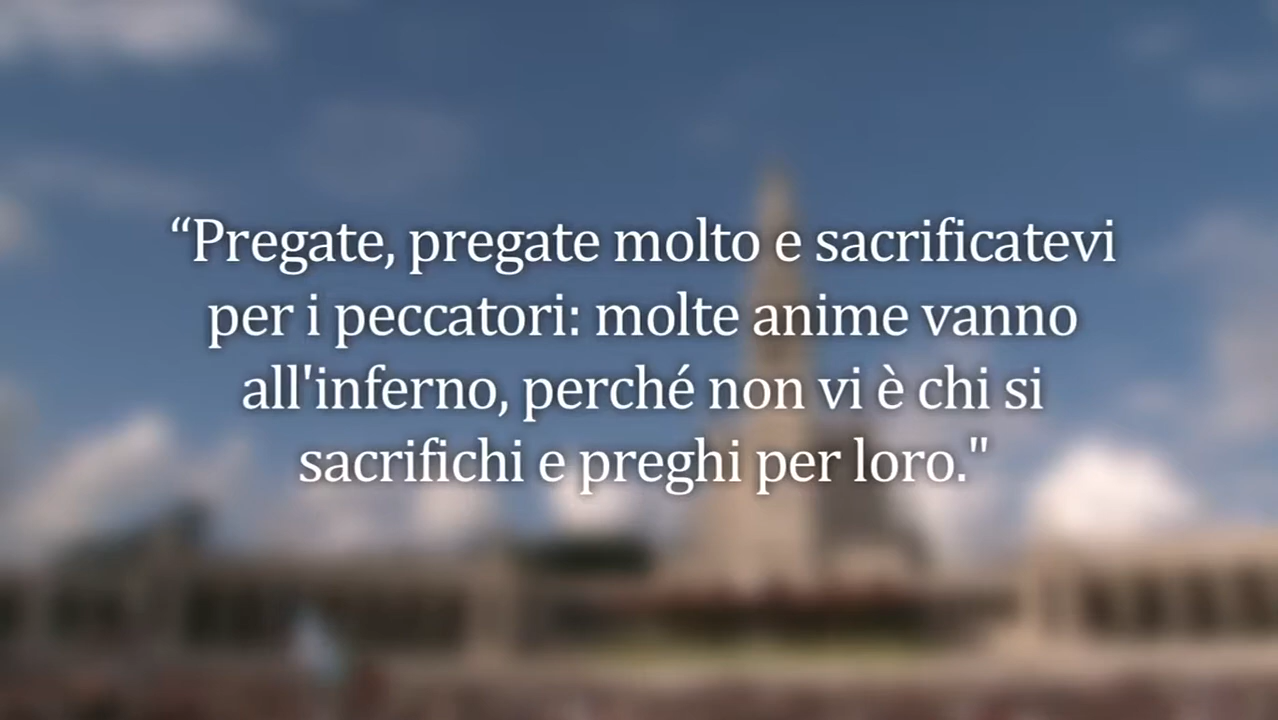 “Pregate, pregate molto e sacrificatevi
per i peccatori: molte anime vanno
all'inferno, perché non vi è chi si
sacrifichi e preghi per loro."